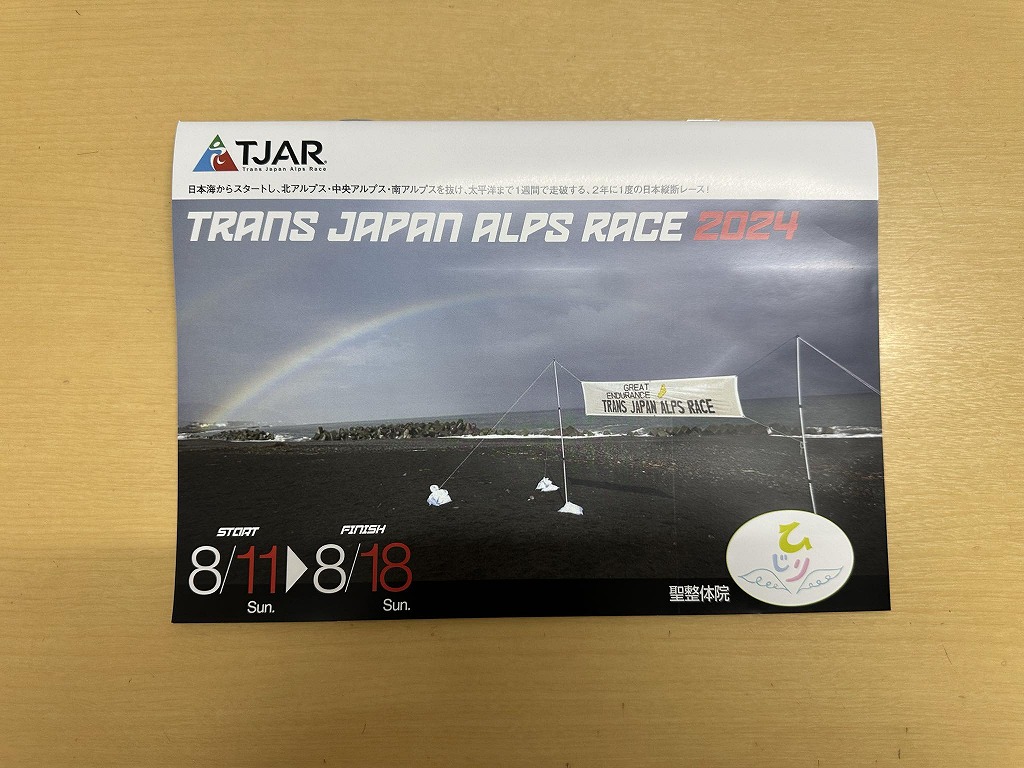 TJAR®
Trans Japan Alps Race
日本海からスタートし、北アルプス・中央アルプス・南アルプスを抜け、太平洋まで1週間で走破する、2年に1度の日本縦断レース!
TRANS JAPAN ALPS RACE 2024
GREAT
ENDURANCE
TRANS JAPAN ALPS RACE
START FINISH
8/11▶8/18
Sun. Sun.
聖整体院
ひじり